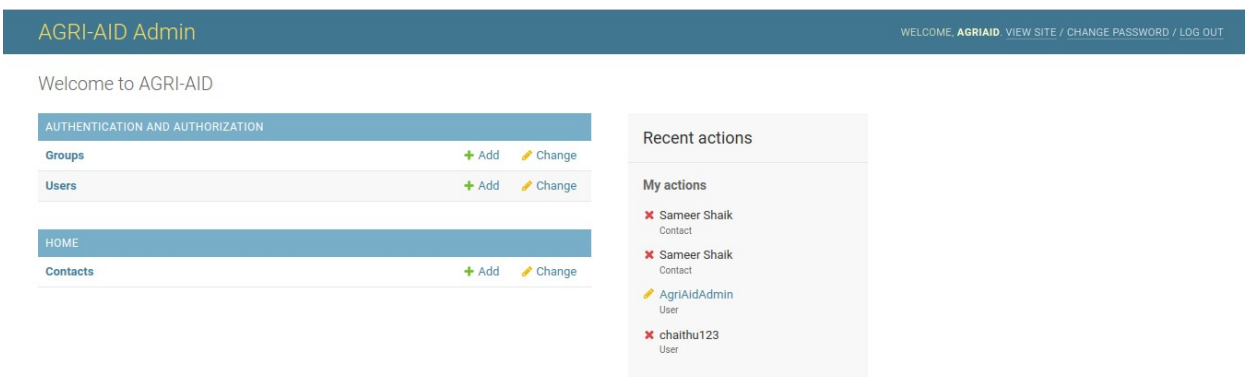 AGRI-AID Admin
WELCOME, AGRIAID. VIEW SITE / CHANGE PASSWORD / LOG OUT
Welcome to AGRI-AID
AUTHENTICATION AND AUTHORIZATION
Groups Add Change
Users Add Change
HOME
Contacts Add Change
Recent actions
My actions
Sameer Shaik
Contact
Sameer Shaik
Contact
AgriAidAdmin
User
chaithu123
User